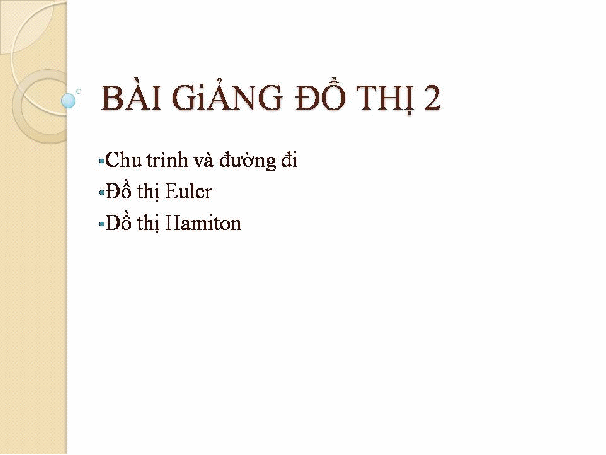 BÀI GiẢNG ĐỒ THỊ 2
Chu trình và đường đi
Đồ thị Euler
Đồ thị Hamiton